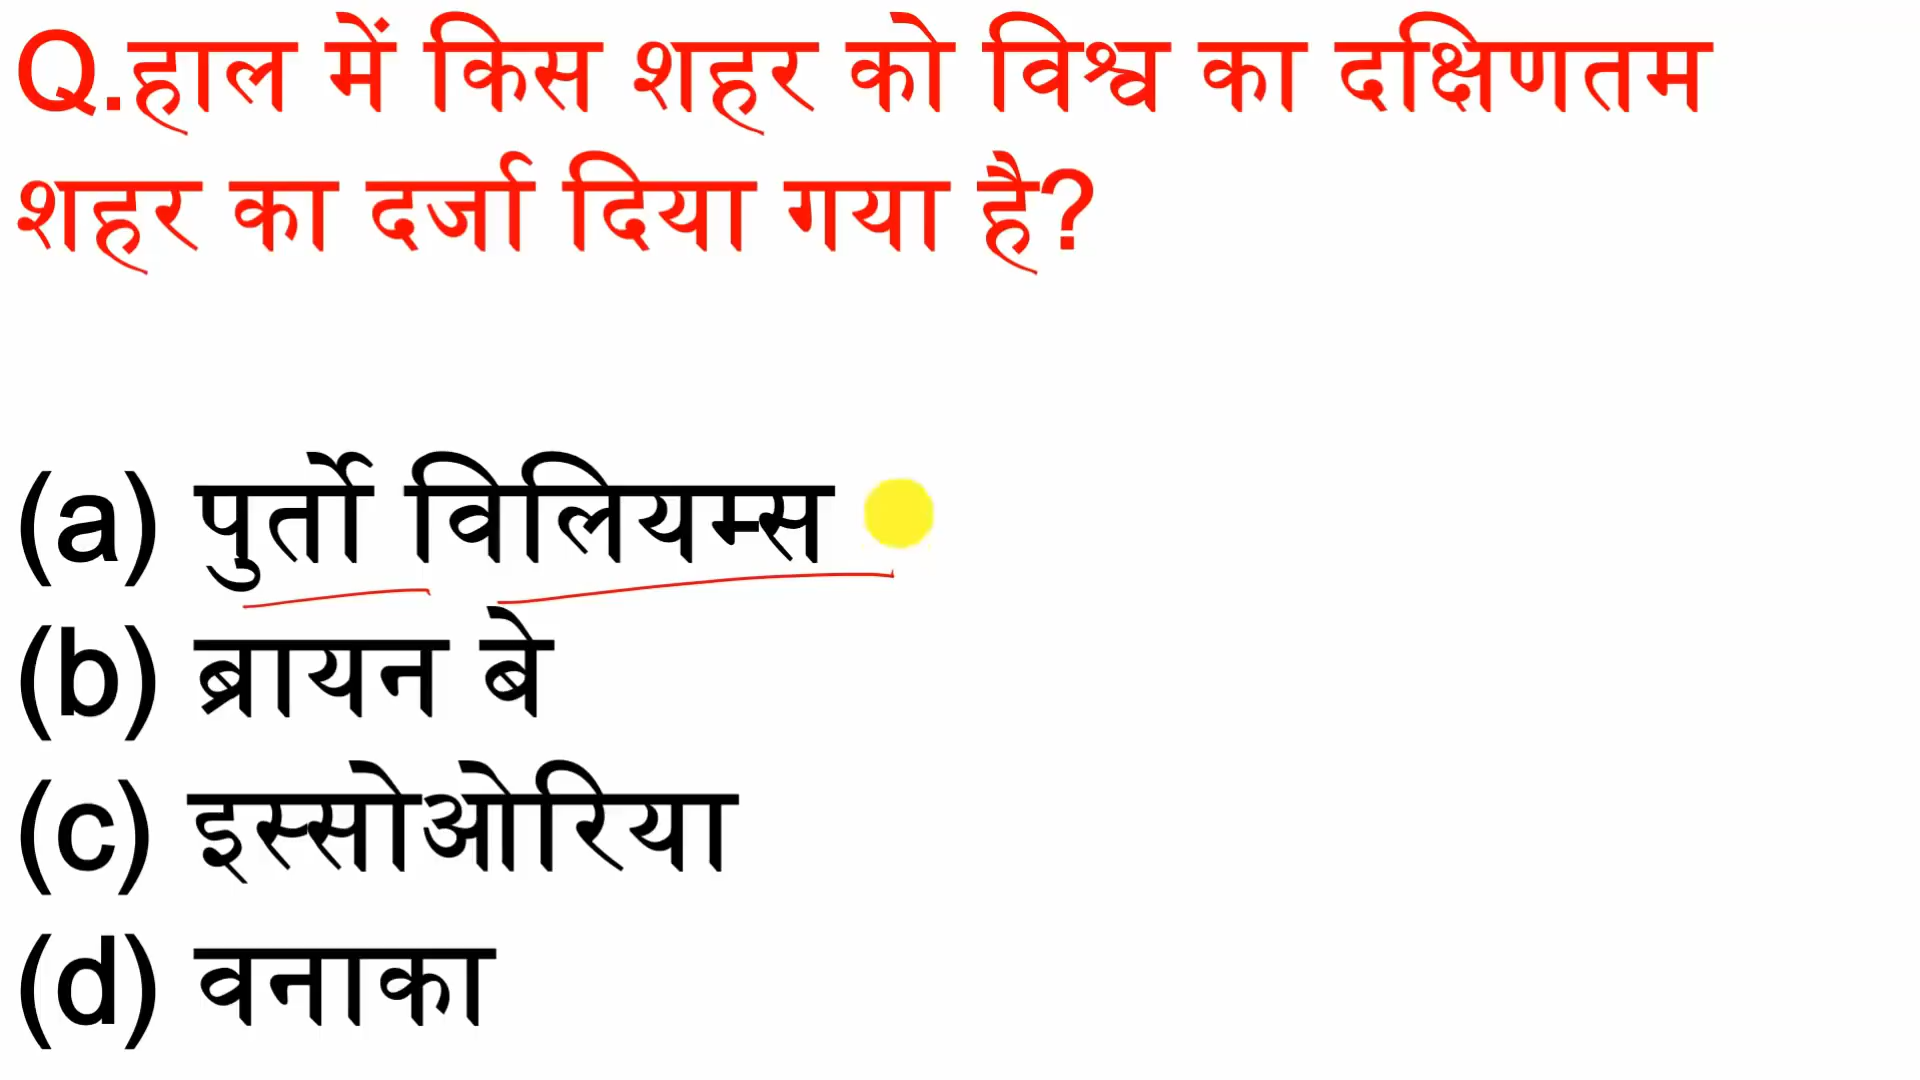 Q.हाल में किस शहर को विश्व का दक्षिणतम
शहर का दर्जा दिया गया है?
(a) पुर्तो विलियम्स
(b) ब्रायन बे
(c) इस्सोओरिया
(d) वनाका